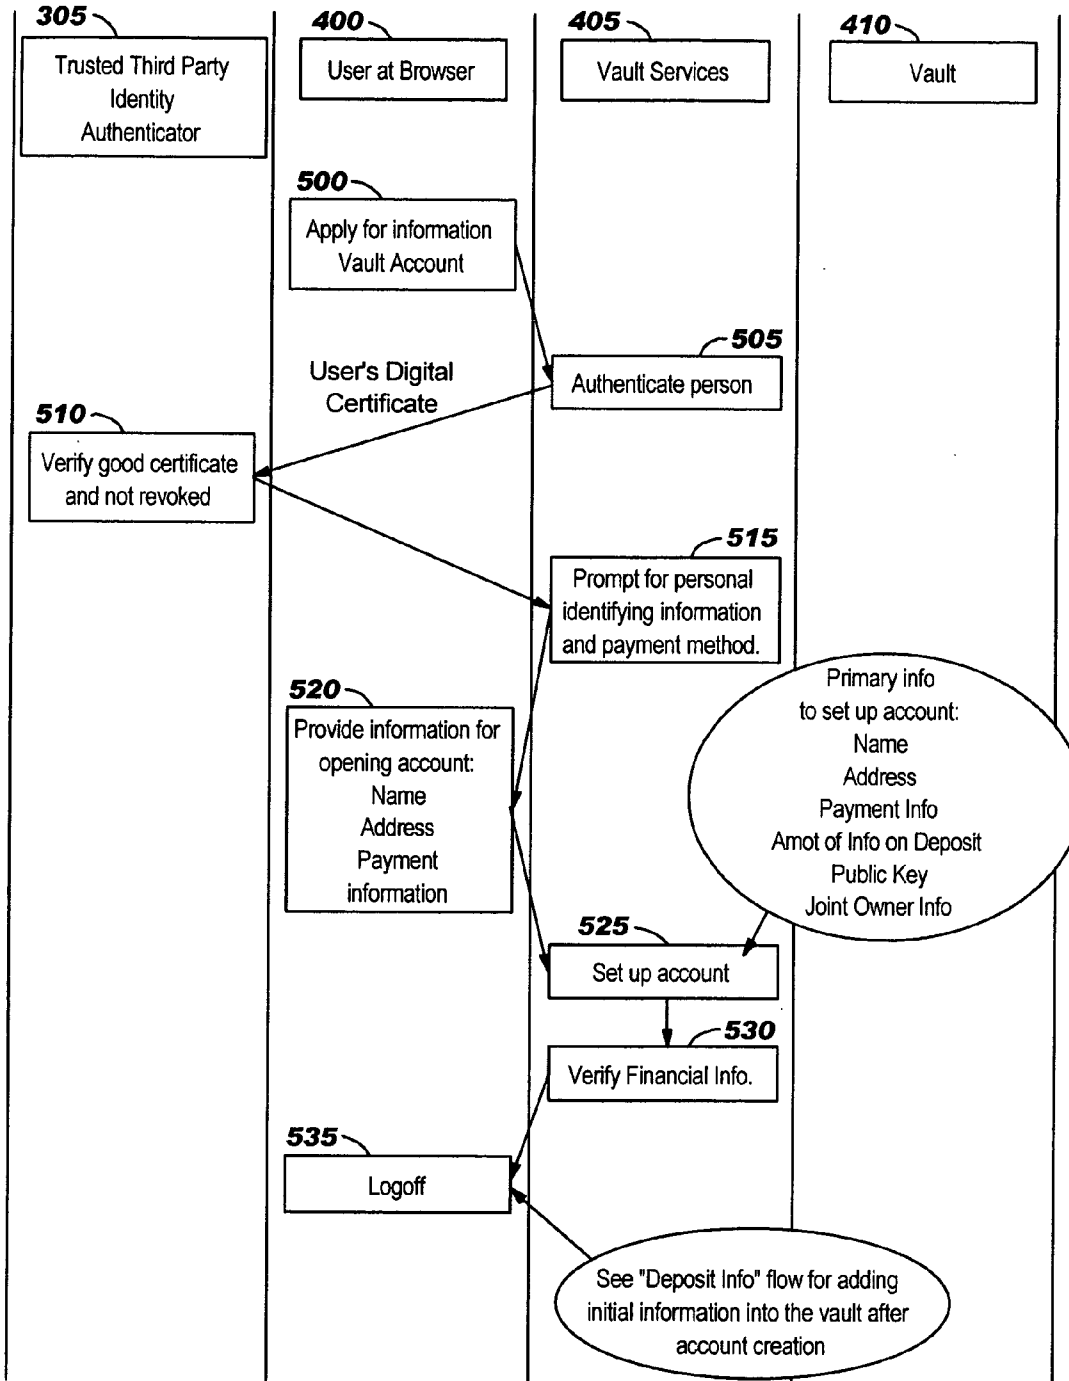 305
400
405
410
Trusted Third Party
Identity
Authenticator
User at Browser
Vault Services
Vault
500
Apply for information
Vault Account
505
Authenticate person
User's Digital
Certificate
510
Verify good certificate
and not revoked
515
Prompt for personal
identifying information
and payment method.
520
Provide information for
opening account:
Name
Address
Payment
information
Primary info
to set up account:
Name
Address
Payment Info
Amot of Info on Deposit
Public Key
Joint Owner Info
525
Set up account
530
Verify Financial Info.
535
Logoff
See "Deposit Info" flow for adding
initial information into the vault after
account creation